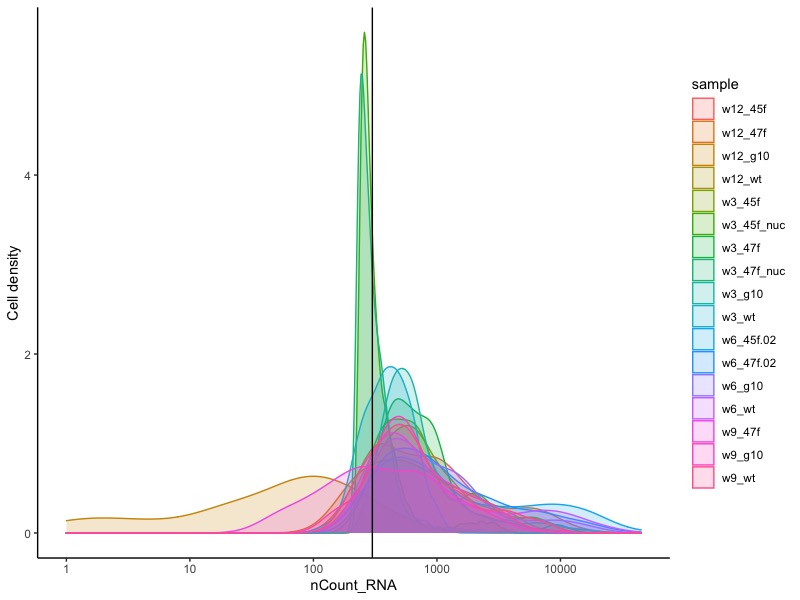 sample
w12_45f
w12_47f
w12_g10
w12_wt
w3_45f
w3_45f_nuc
w3_47f
w3_47f_nuc
w3_g10
w3_wt
w6_45f.02
w6_47f.02
w6_g10
w6_wt
w9_47f
w9_g10
w9_wt
Cell density
4
2
0
1
10
100
1000
10000
nCount_RNA